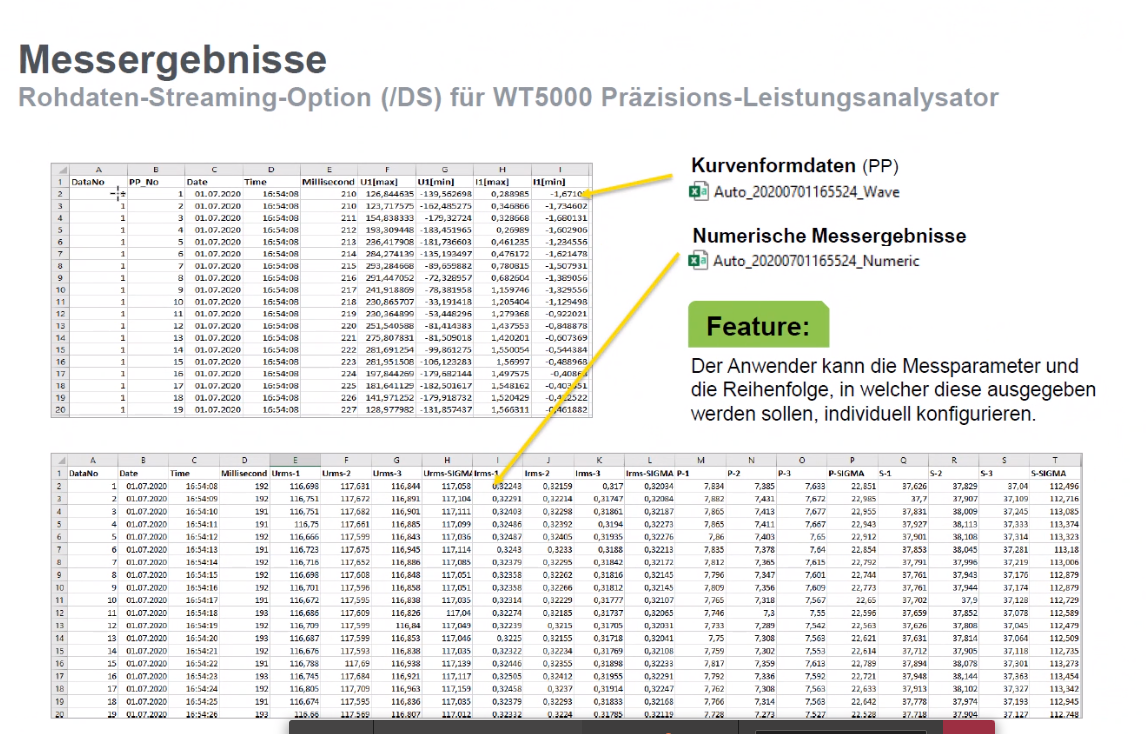 Messergebnisse
Rohdaten-Streaming-Option (/DS) für WT5000 Präzisions-Leistungsanalysator
A B C D E F G H I
1 DataNo PP_No Date Time Millisecond U1[max] U1[min] I1[max] I1[min]
2 1 01.07.2020 16:54:08 210 126,844635 -139,562698 0,288985
3 1 2 01.07.2020 16:54:08 210 123,717575 -162,485275 0,346866 -1,734602
4 1 3 01.07.2020 16:54:08 211 154,838333 -179,32724 0,328668 -1,680131
5 1 4 01.07.2020 16:54:08 212 193,309448 -183,451965 0,26989 -1,602906
6 1 5 01.07.2020 16:54:08 213 236,417908 -181,736603 0,461235 -1,234556
7 1 6 01.07.2020 16:54:08 214 284,274139 -135,193497 0,476172 -1,621478
8 1 7 01.07.2020 16:54:08 215 293,284668 -89,659882 0,780815 -1,507931
9 1 8 01.07.2020 16:54:08 216 291,447052 -72,328957 0,682604 -1,389056
10 1 9 01.07.2020 16:54:08 217 241,918869 -78,381958 1,159746 -1,329556
11 1 10 01.07.2020 16:54:08 218 230,865707 -33,191418 1,205404 -1,129498
12 1 11 01.07.2020 16:54:08 219 230,364899 -53,448296 1,279368 -0,922021
13 1 12 01.07.2020 16:54:08 220 251,540588 -81,414383 1,437553 -0,848878
14 1 13 01.07.2020 16:54:08 221 275,807831 -81,509018 1,420201 -0,607369
15 1 14 01.07.2020 16:54:08 222 281,691254 -99,861275 1,550054 -0,544384
16 1 15 01.07.2020 16:54:08 223 281,951508 -106,123283 1,56997 -0,488968
17 1 16 01.07.2020 16:54:08 224 197,844269 -179,682144 1,497575
18 1 17 01.07.2020 16:54:08 225 181,641129 -182,501617 1,548162
19 1 18 01.07.2020 16:54:08 226 141,971252 -179,918732 1,520429
20 1 19 01.07.2020 16:54:08 227 128,977982 -131,857437 1,566311
Kurvenformdaten (PP)
Auto_20200701165524_Wave
Numerische Messergebnisse
Auto_20200701165524_Numeric
Feature:
Der Anwender kann die Messparameter und
die Reihenfolge, in welcher diese ausgegeben
werden sollen, individuell konfigurieren.
A B C D E F G H I J K L M N O P Q R S T
1 DataNo Date Time Millisecond Urms-1 Urms-2 Urms-3 Urms-SIGMA Irms-1 Irms-2 Irms-3 Irms-SIGMA P-1 P-2 P-3 P-SIGMA S-1 S-2 S-3 S-SIGMA
2 1 01.07.2020 16:54:08 192 116,698 117,631 116,844 117,058 0,32243 0,32159 0,317 0,32034 7,834 7,385 7,633 22,851 37,626 37,829 37,04 112,496
3 2 01.07.2020 16:54:09 192 116,751 117,672 116,891 117,104 0,32291 0,32214 0,31747 0,32084 7,882 7,431 7,672 22,985 37,7 37,907 37,109 112,716
4 3 01.07.2020 16:54:10 191 116,751 117,682 116,901 117,111 0,32403 0,32298 0,31861 0,32187 7,865 7,413 7,677 22,955 37,831 38,009 37,245 113,085
5 4 01.07.2020 16:54:11 191 116,75 117,661 116,885 117,099 0,32486 0,32392 0,3194 0,32273 7,865 7,411 7,667 22,943 37,927 38,113 37,333 113,374
6 5 01.07.2020 16:54:12 192 116,666 117,599 116,843 117,036 0,32487 0,32405 0,31935 0,32276 7,86 7,403 7,65 22,912 37,901 38,108 37,314 113,323
7 6 01.07.2020 16:54:13 191 116,723 117,675 116,945 117,114 0,3243 0,3233 0,3188 0,32213 7,835 7,378 7,64 22,854 37,853 38,045 37,281 113,18
8 7 01.07.2020 16:54:14 192 116,716 117,652 116,886 117,085 0,32379 0,32295 0,31842 0,32172 7,812 7,365 7,615 22,792 37,791 37,996 37,219 113,006
9 8 01.07.2020 16:54:15 192 116,698 117,608 116,848 117,051 0,32358 0,32262 0,31816 0,32145 7,796 7,347 7,601 22,744 37,761 37,943 37,176 112,879
10 9 01.07.2020 16:54:16 192 116,701 117,596 116,858 117,051 0,32358 0,32266 0,31812 0,32145 7,809 7,356 7,609 22,773 37,761 37,944 37,174 112,879
11 10 01.07.2020 16:54:17 191 116,672 117,595 116,838 117,035 0,32314 0,32229 0,31777 0,32107 7,765 7,318 7,567 22,65 37,702 37,9 37,128 112,729
12 11 01.07.2020 16:54:18 193 116,686 117,609 116,826 117,04 0,32274 0,32185 0,31737 0,32065 7,746 7,3 7,55 22,596 37,659 37,852 37,078 112,589
13 12 01.07.2020 16:54:19 192 116,709 117,599 116,84 117,049 0,32239 0,3215 0,31705 0,32031 7,733 7,289 7,542 22,563 37,626 37,808 37,045 112,479
14 13 01.07.2020 16:54:20 193 116,687 117,599 116,853 117,046 0,3225 0,32155 0,31718 0,32041 7,75 7,308 7,563 22,621 37,631 37,814 37,064 112,509
15 14 01.07.2020 16:54:21 192 116,676 117,593 116,838 117,035 0,32322 0,32234 0,31769 0,32108 7,759 7,302 7,553 22,614 37,712 37,905 37,118 112,735
16 15 01.07.2020 16:54:22 191 116,788 117,69 116,938 117,139 0,32446 0,32355 0,31898 0,32233 7,817 7,359 7,613 22,789 37,894 38,078 37,301 113,273
17 16 01.07.2020 16:54:23 193 116,745 117,684 116,921 117,117 0,32505 0,32412 0,31955 0,32291 7,792 7,336 7,592 22,721 37,948 38,144 37,363 113,454
18 17 01.07.2020 16:54:24 192 116,805 117,709 116,963 117,159 0,32458 0,3237 0,31914 0,32247 7,762 7,308 7,563 22,633 37,913 38,102 37,327 113,342
19 18 01.07.2020 16:54:25 191 116,674 117,595 116,836 117,035 0,32379 0,32293 0,31833 0,32168 7,766 7,314 7,563 22,642 37,778 37,974 37,193 112,945
20 19 01.07.2020 16:54:26 193 116,66 117,569 116,807 117,012 0,32332 0,3224 0,31785 0,32119 7,728 7,273 7,527 22,528 37,718 37,904 37,127 112,748